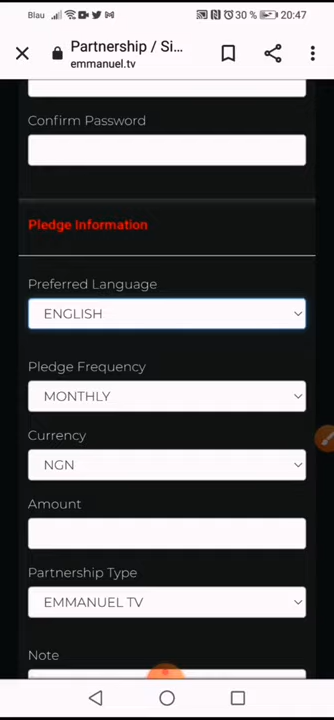 Blau 30 % 20:47
Partnership / Si...
emmanuel.tv
Confirm Password
Pledge Information
Preferred Language
ENGLISH
Pledge Frequency
MONTHLY
Currency
NGN
Amount
Partnership Type
EMMANUEL TV
Note